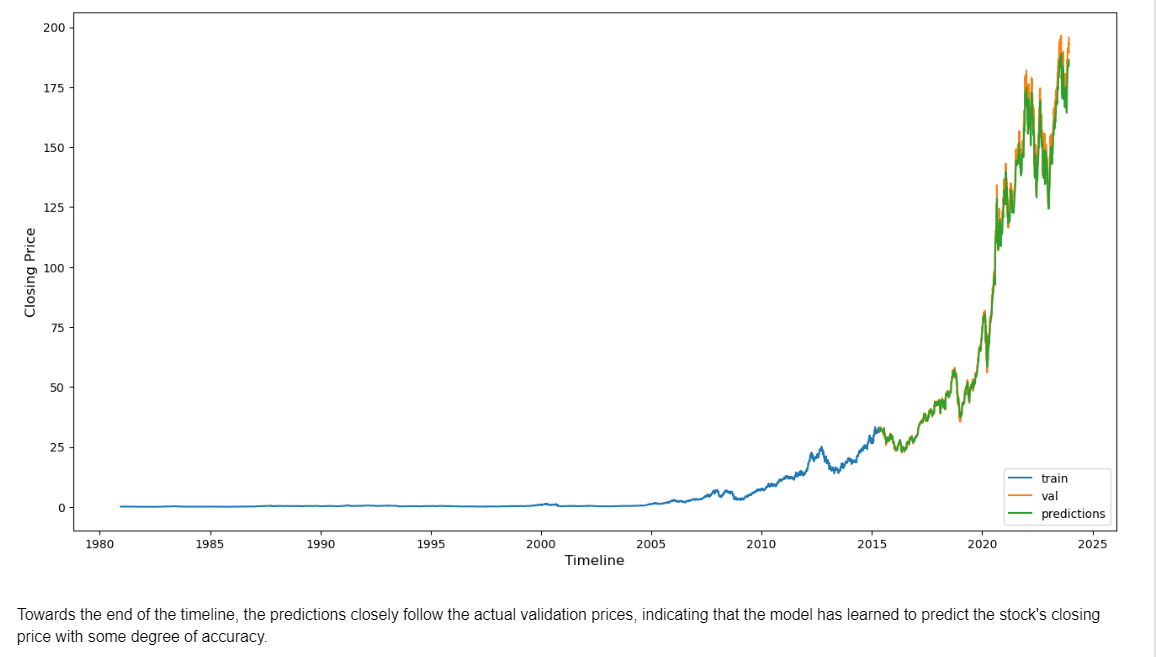 200
175
150
125
100
75
50
25
0
Closing Price
1980 1985 1990 1995 2000 2005 2010 2015 2020 2025
Timeline
train
val
predictions
Towards the end of the timeline, the predictions closely follow the actual validation prices, indicating that the model has learned to predict the stock's closing
price with some degree of accuracy.